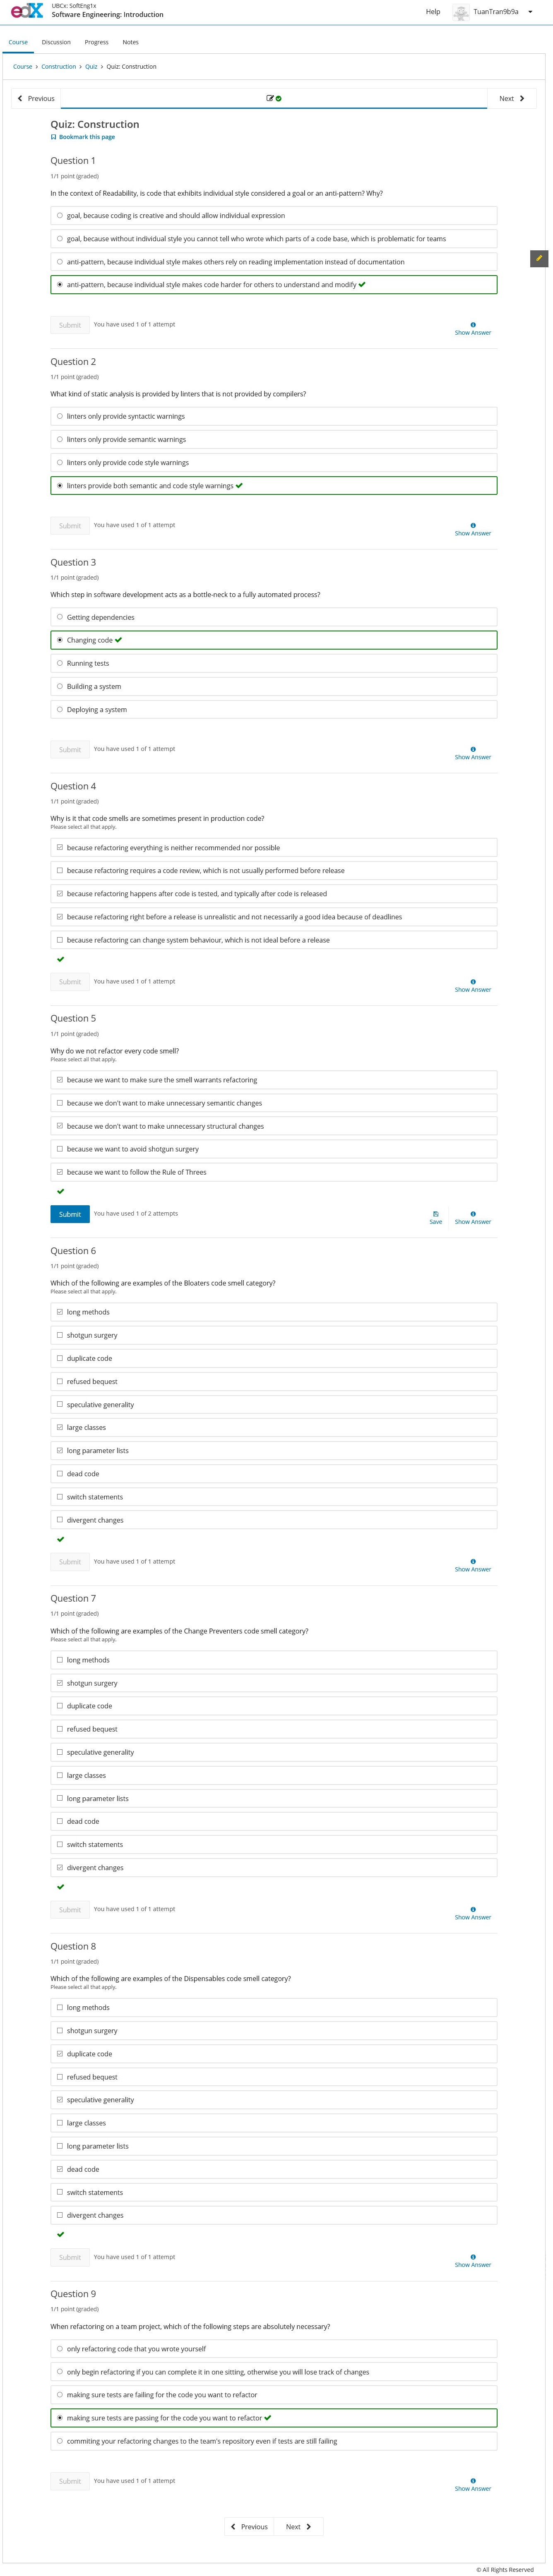 edX
UBCx: SoftEng1x
Software Engineering: Introduction
Help
TuanTran9b9a
Course
Discussion
Progress
Notes
Course › Construction › Quiz › Quiz: Construction
Previous
Next
Quiz: Construction
Bookmark this page
Question 1
1/1 point (graded)
In the context of Readability, is code that exhibits individual style considered a goal or an anti-pattern? Why?
goal, because coding is creative and should allow individual expression
goal, because without individual style you cannot tell who wrote which parts of a code base, which is problematic for teams
anti-pattern, because individual style makes others rely on reading implementation instead of documentation
anti-pattern, because individual style makes code harder for others to understand and modify ✔
Submit
You have used 1 of 1 attempt
Show Answer
Question 2
1/1 point (graded)
What kind of static analysis is provided by linters that is not provided by compilers?
linters only provide syntactic warnings
linters only provide semantic warnings
linters only provide code style warnings
linters provide both semantic and code style warnings ✔
Submit
You have used 1 of 1 attempt
Show Answer
Question 3
1/1 point (graded)
Which step in software development acts as a bottle-neck to a fully automated process?
Getting dependencies
Changing code ✔
Running tests
Building a system
Deploying a system
Submit
You have used 1 of 1 attempt
Show Answer
Question 4
1/1 point (graded)
Why is it that code smells are sometimes present in production code?
Please select all that apply.
because refactoring everything is neither recommended nor possible
because refactoring requires a code review, which is not usually performed before release
because refactoring happens after code is tested, and typically after code is released
because refactoring right before a release is unrealistic and not necessarily a good idea because of deadlines
because refactoring can change system behaviour, which is not ideal before a release
✔
Submit
You have used 1 of 1 attempt
Show Answer
Question 5
1/1 point (graded)
Why do we not refactor every code smell?
Please select all that apply.
because we want to make sure the smell warrants refactoring
because we don't want to make unnecessary semantic changes
because we don't want to make unnecessary structural changes
because we want to avoid shotgun surgery
because we want to follow the Rule of Threes
✔
Submit
You have used 1 of 2 attempts
Save
Show Answer
Question 6
1/1 point (graded)
Which of the following are examples of the Bloaters code smell category?
Please select all that apply.
long methods
shotgun surgery
duplicate code
refused bequest
speculative generality
large classes
long parameter lists
dead code
switch statements
divergent changes
✔
Submit
You have used 1 of 1 attempt
Show Answer
Question 7
1/1 point (graded)
Which of the following are examples of the Change Preventers code smell category?
Please select all that apply.
long methods
shotgun surgery
duplicate code
refused bequest
speculative generality
large classes
long parameter lists
dead code
switch statements
divergent changes
✔
Submit
You have used 1 of 1 attempt
Show Answer
Question 8
1/1 point (graded)
Which of the following are examples of the Dispensables code smell category?
Please select all that apply.
long methods
shotgun surgery
duplicate code
refused bequest
speculative generality
large classes
long parameter lists
dead code
switch statements
divergent changes
✔
Submit
You have used 1 of 1 attempt
Show Answer
Question 9
1/1 point (graded)
When refactoring on a team project, which of the following steps are absolutely necessary?
only refactoring code that you wrote yourself
only begin refactoring if you can complete it in one sitting, otherwise you will lose track of changes
making sure tests are failing for the code you want to refactor
making sure tests are passing for the code you want to refactor ✔
commiting your refactoring changes to the team's repository even if tests are still failing
Submit
You have used 1 of 1 attempt
Show Answer
Previous
Next
© All Rights Reserved